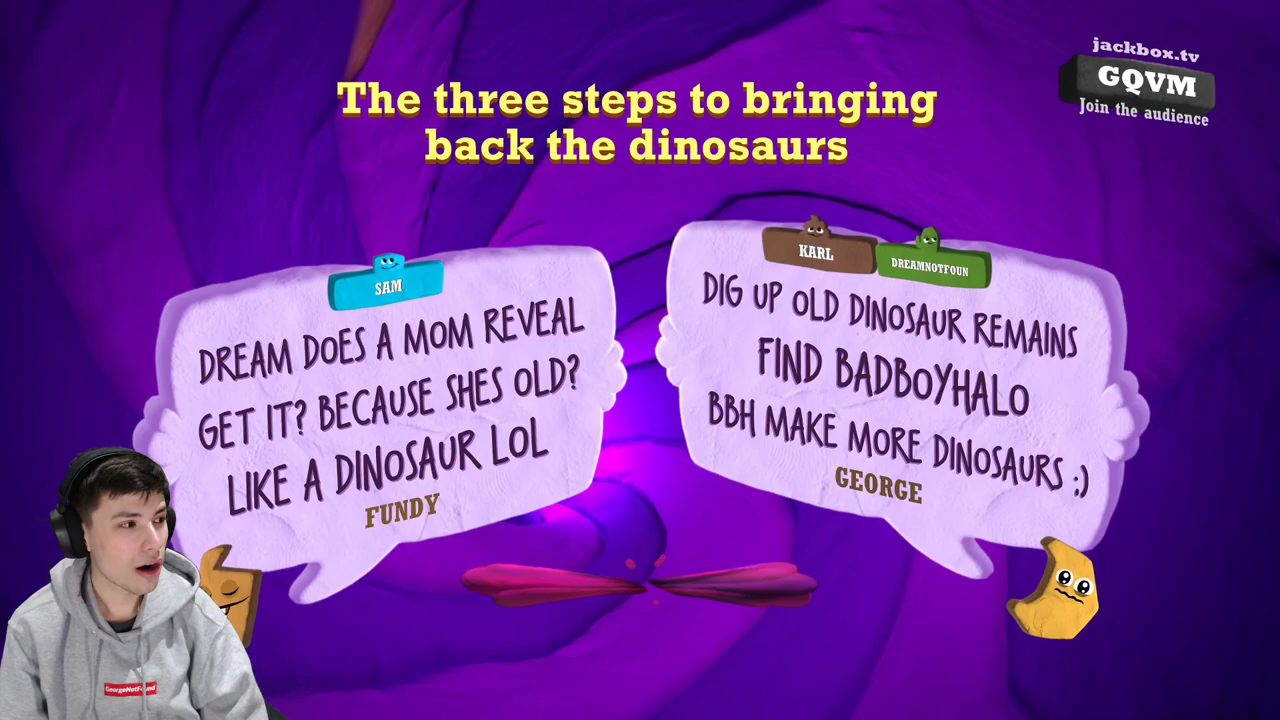 jackbox.tv
GQVM
Join the audience
The three steps to bringing
back the dinosaurs
SAM
DREAM DOES A MOM REVEAL
GET IT? BECAUSE SHES OLD?
LIKE A DINOSAUR LOL
FUNDY
KARL
DREAMNOTFOUN
DIG UP OLD DINOSAUR REMAINS
FIND BADBOYHALO
BBH MAKE MORE DINOSAURS ;)
GEORGE
GeorgeNotFound